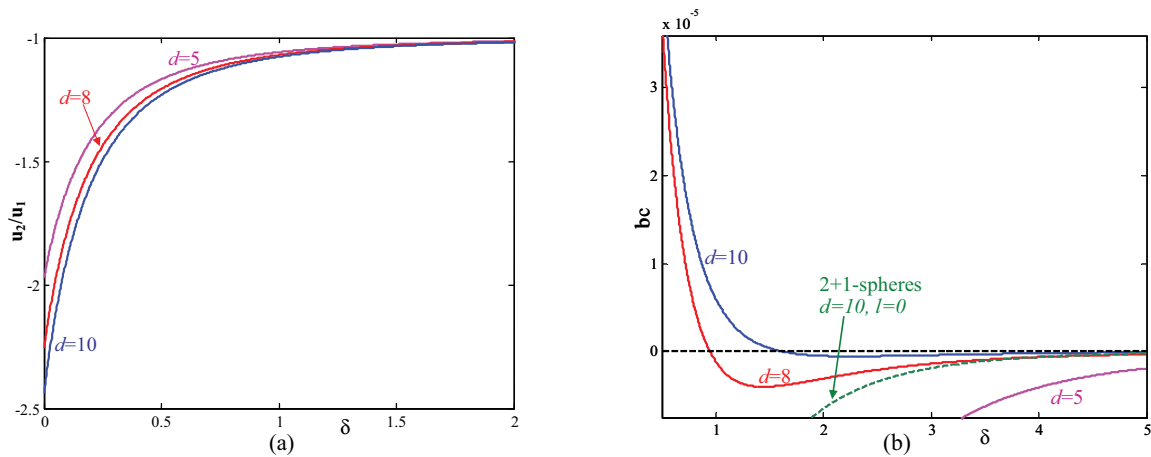 -1
-1.5
-2
-2.5
u2/u1
d=5
d=8
d=10
0
0.5
1
1.5
2
δ
(a)
x 10-5
3
2
1
0
bc
d=10
2+1-spheres
d=10, l=0
d=8
d=5
1
2
3
4
5
δ
(b)